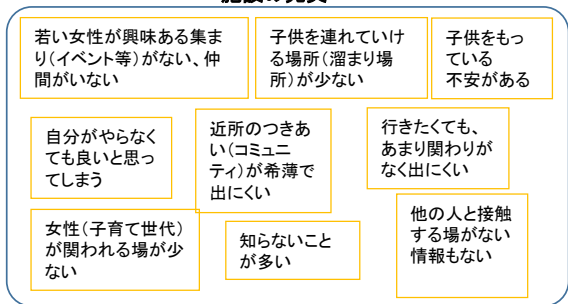 若い女性が興味ある集ま
り(イベント等)がない、仲
間がいない
子供を連れていけ
る場所(溜まり場
所)が少ない
子供をもっ
ている
不安がある
自分がやらなく
ても良いと思っ
てしまう
近所のつきあ
い(コミュニ
ティ)が希薄で
出にくい
行きたくても、
あまり関わりが
なく出にくい
女性(子育て世代)
が関われる場が少
ない
知らないこと
が多い
他の人と接触
する場がない
情報もない